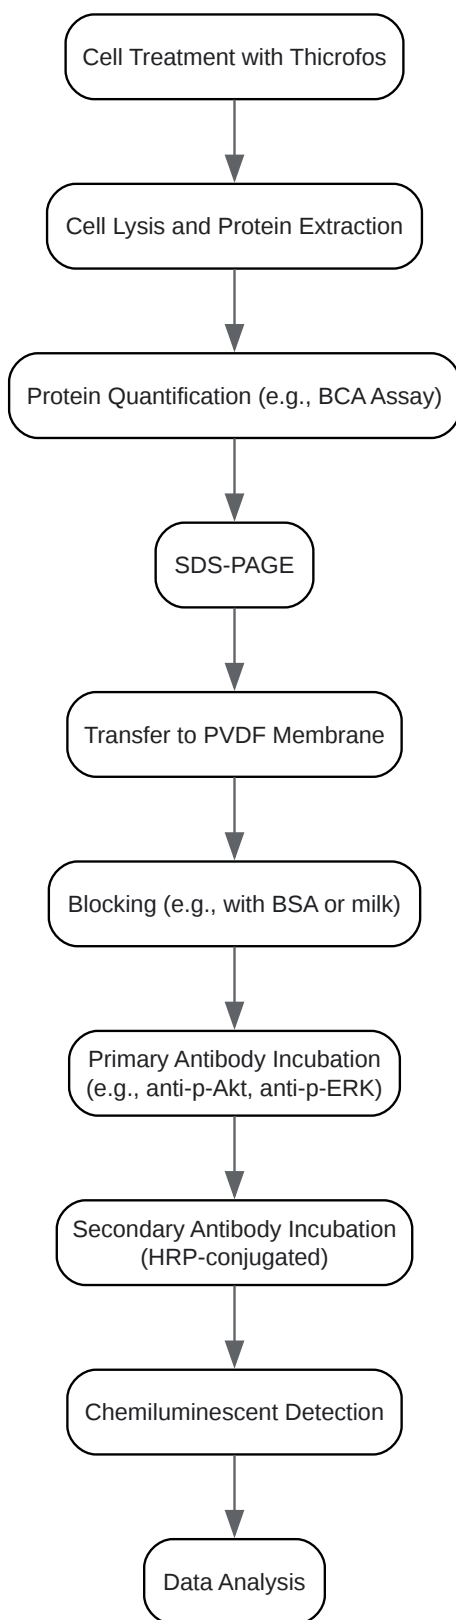 Cell Treatment with Thicrofos
Cell Lysis and Protein Extraction
Protein Quantification (e.g., BCA Assay)
SDS-PAGE
Transfer to PVDF Membrane
Blocking (e.g., with BSA or milk)
Primary Antibody Incubation
(e.g., anti-p-Akt, anti-p-ERK)
Secondary Antibody Incubation
(HRP-conjugated)
Chemiluminescent Detection
Data Analysis